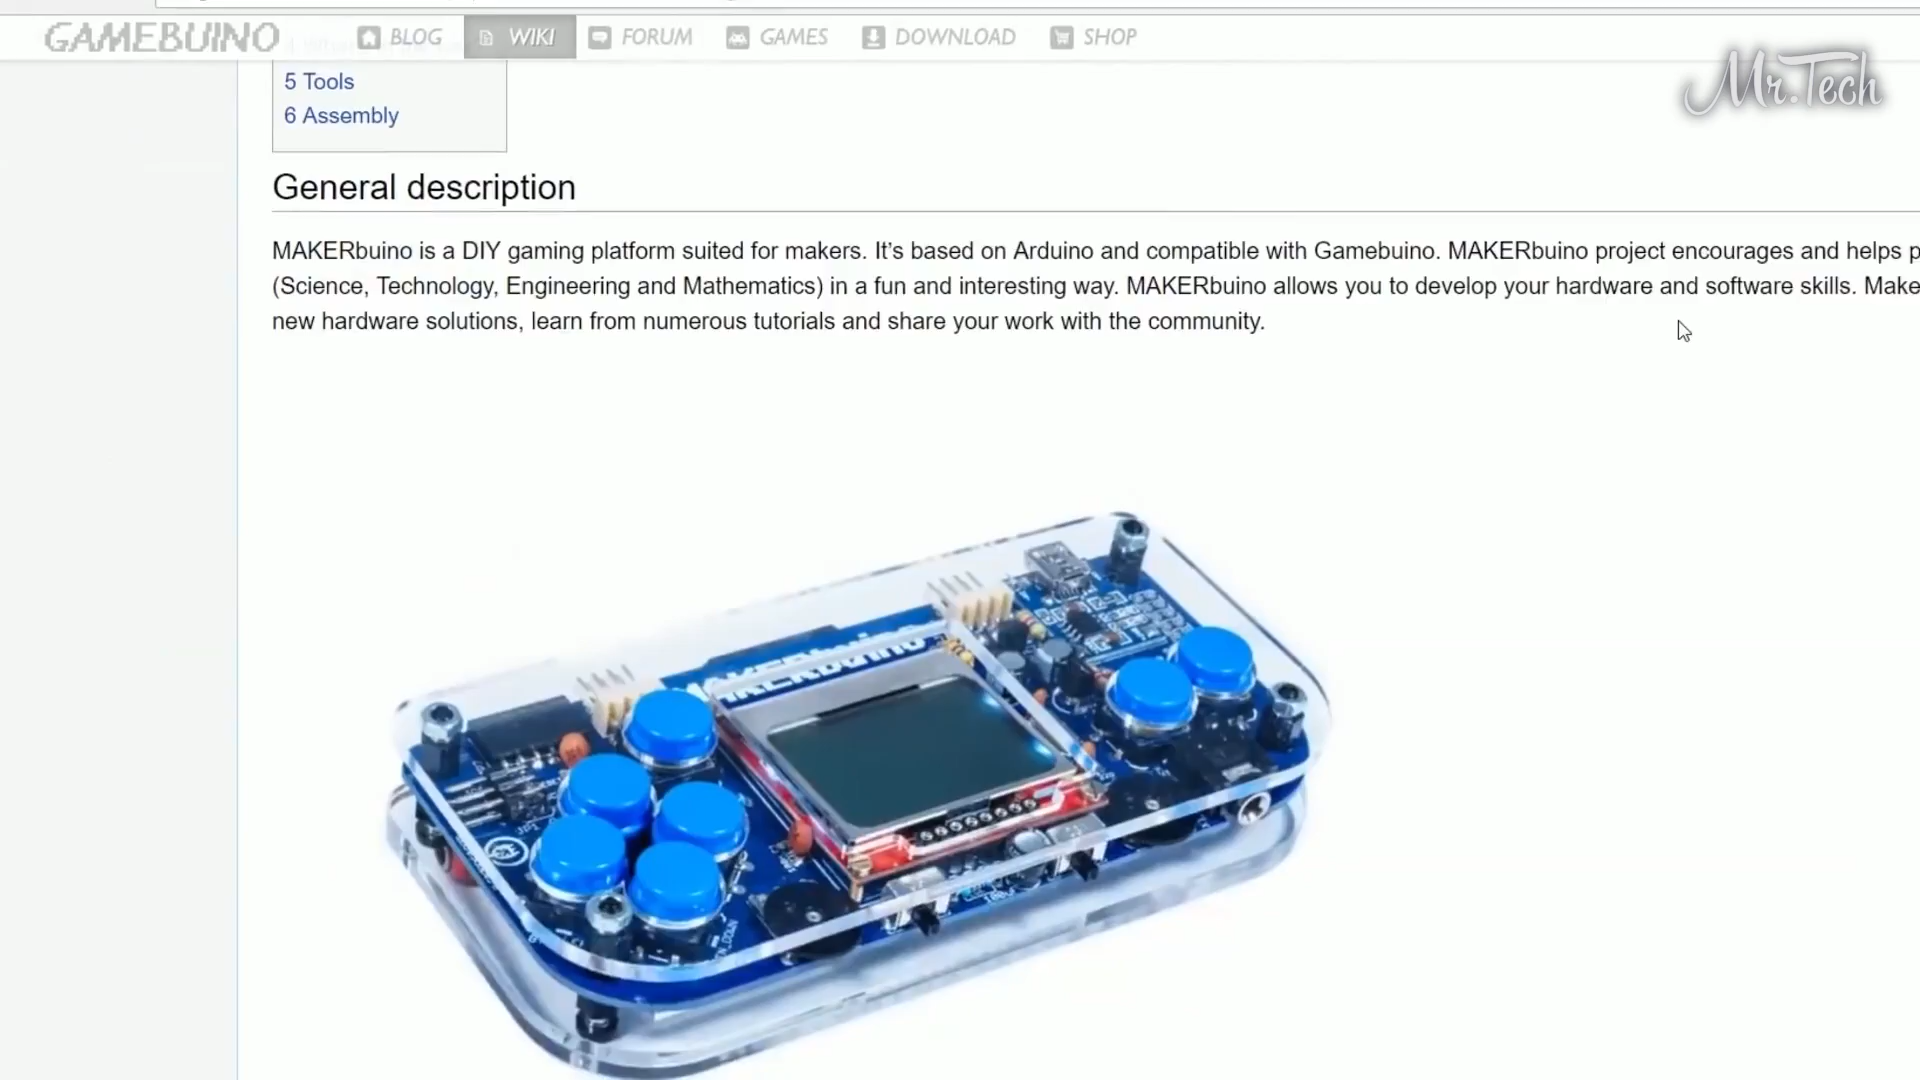 GAMEBUINO BLOG WIKI FORUM GAMES DOWNLOAD SHOP
Mr.Tech
5 Tools
6 Assembly
General description
MAKERbuino is a DIY gaming platform suited for makers. It's based on Arduino and compatible with Gamebuino. MAKERbuino project encourages and helps p
(Science, Technology, Engineering and Mathematics) in a fun and interesting way. MAKERbuino allows you to develop your hardware and software skills. Make
new hardware solutions, learn from numerous tutorials and share your work with the community.
MAKERbuino